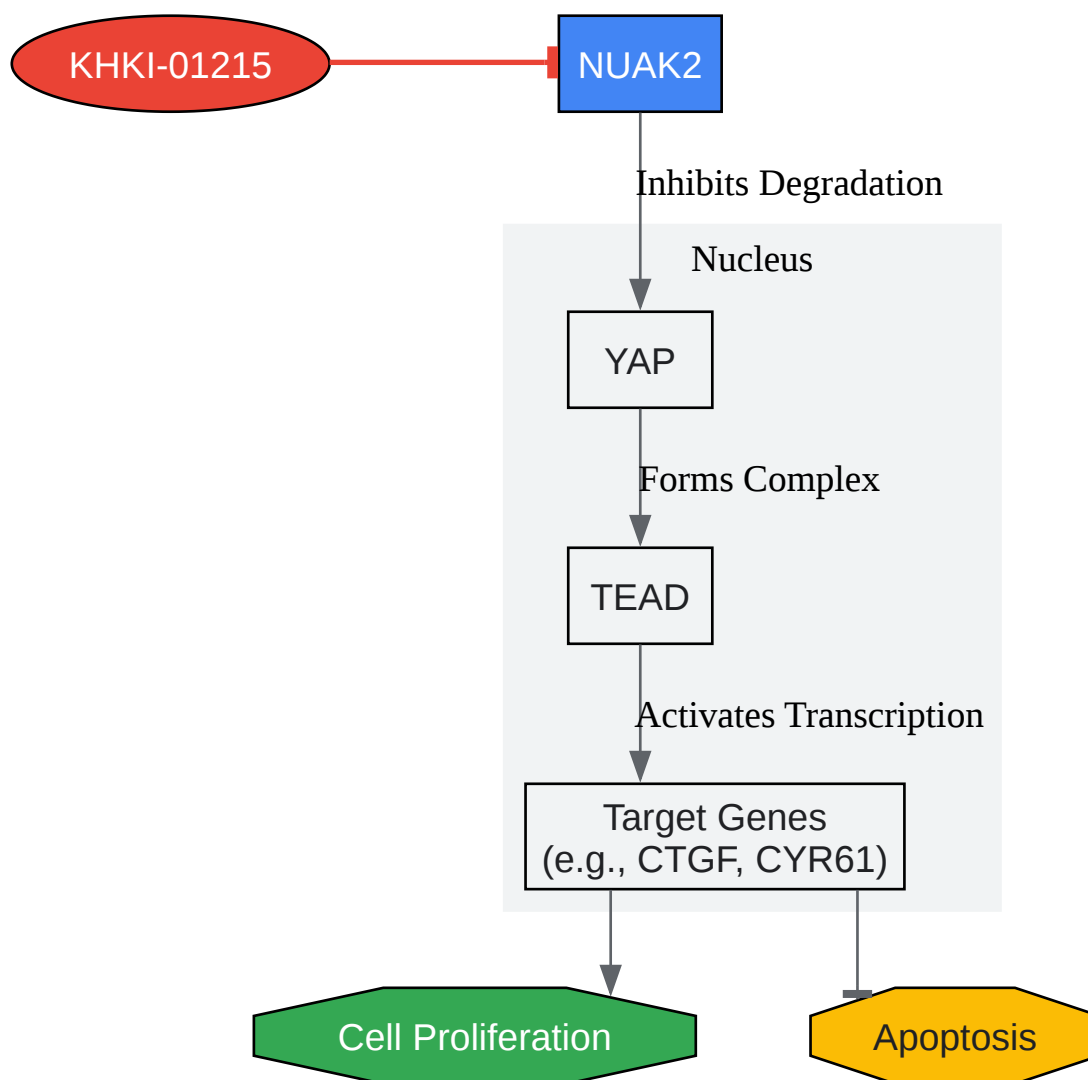 KHKI-01215
NUAK2
Inhibits Degradation
Nucleus
YAP
Forms Complex
TEAD
Activates Transcription
Target Genes
(e.g., CTGF, CYR61)
Cell Proliferation
Apoptosis